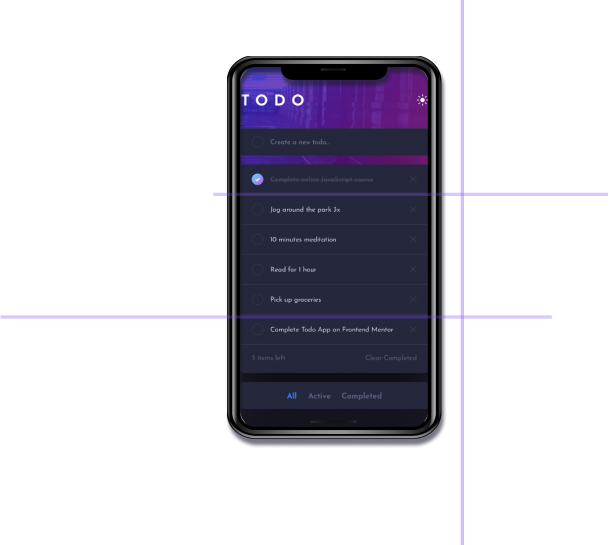 TODO
Create a new todo..
Complete online JavaScript course
Jog around the park 3x
10 minutes meditation
Read for 1 hour
Pick up groceries
Complete Todo App on Frontend Mentor
5 items left Clear Completed
All Active Completed